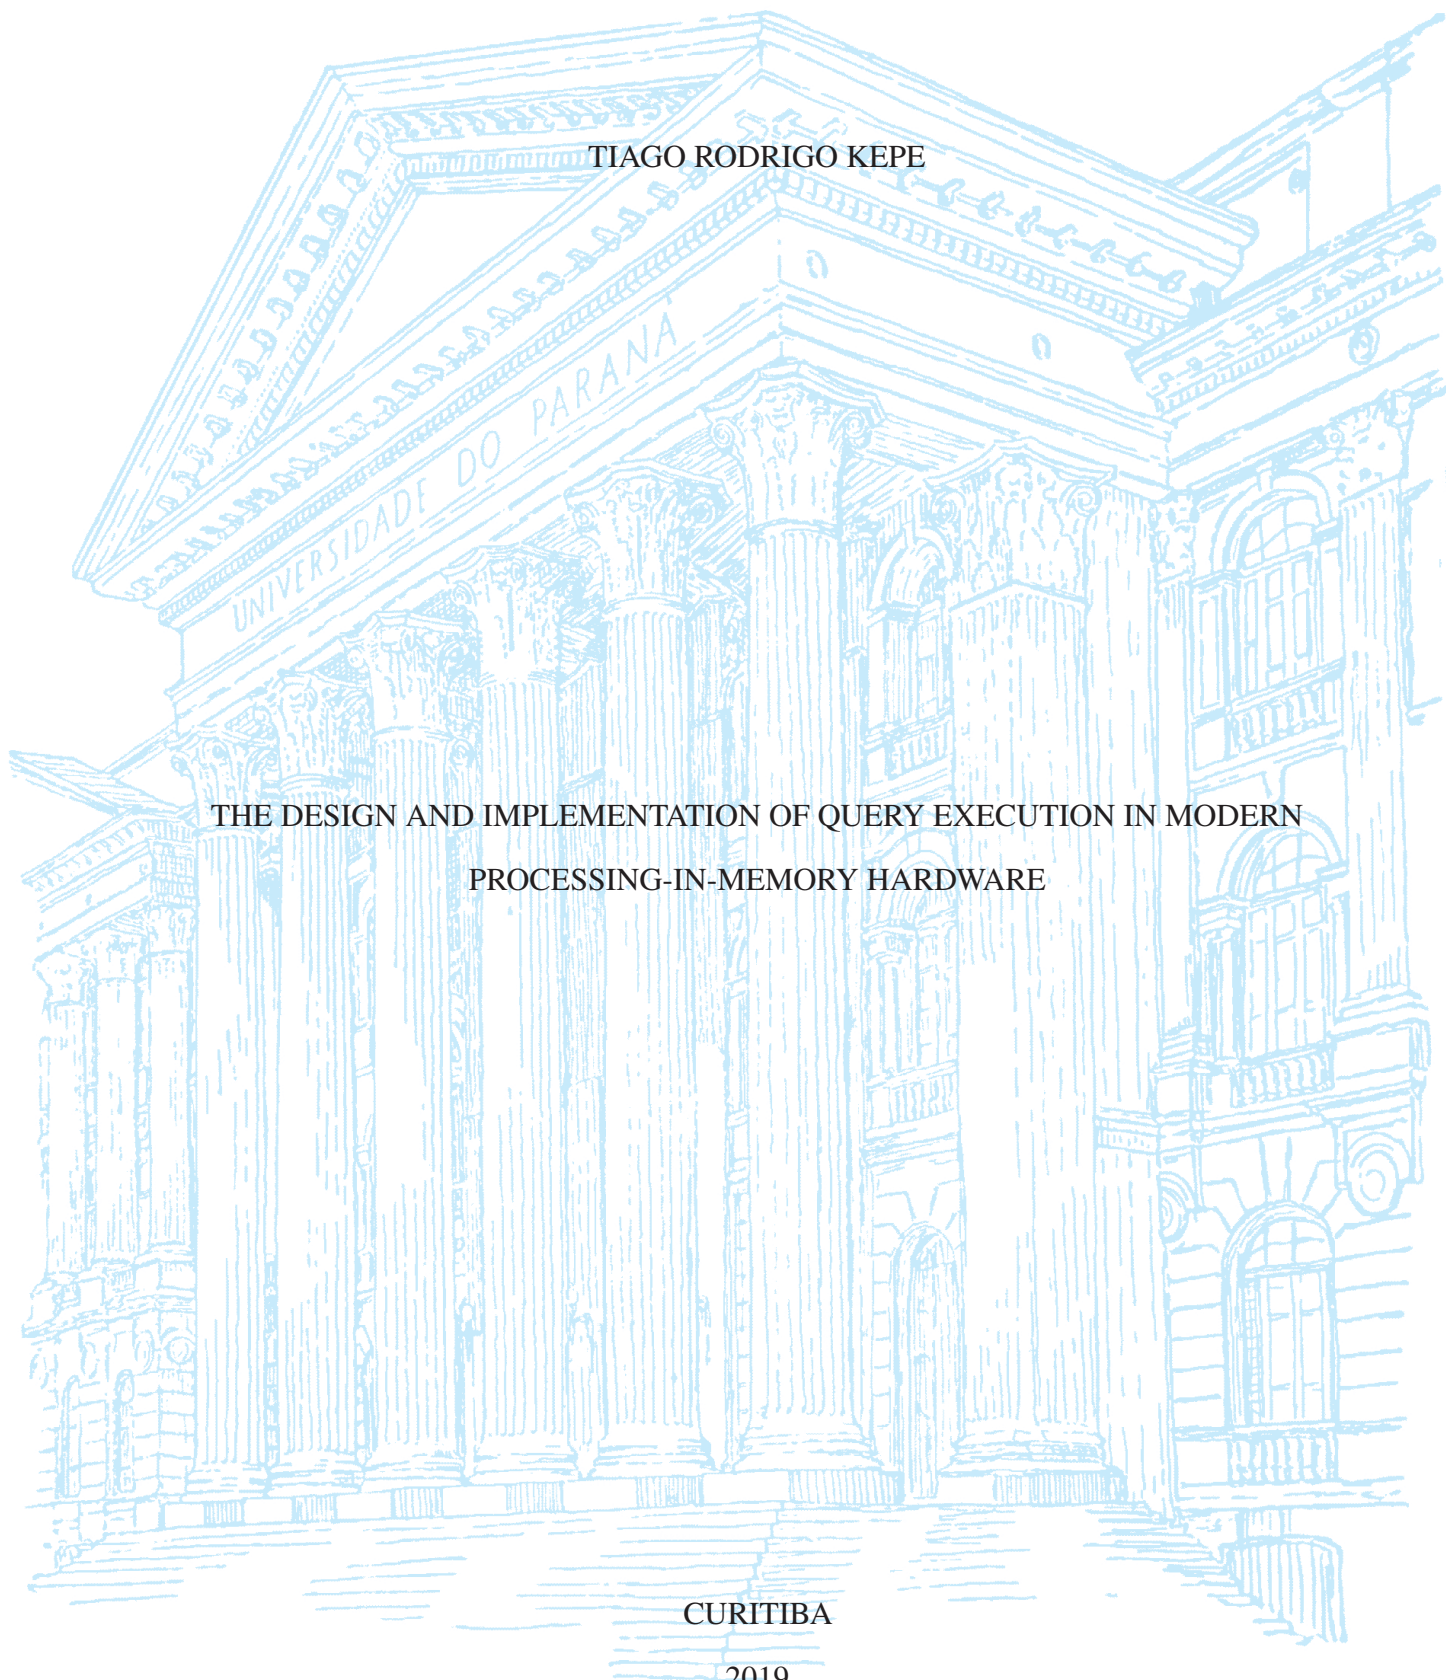 TIAGO RODRIGO KEPE
UNIVERSIDADE DO PARANÁ
THE DESIGN AND IMPLEMENTATION OF QUERY EXECUTION IN MODERN
PROCESSING-IN-MEMORY HARDWARE
CURITIBA
2019